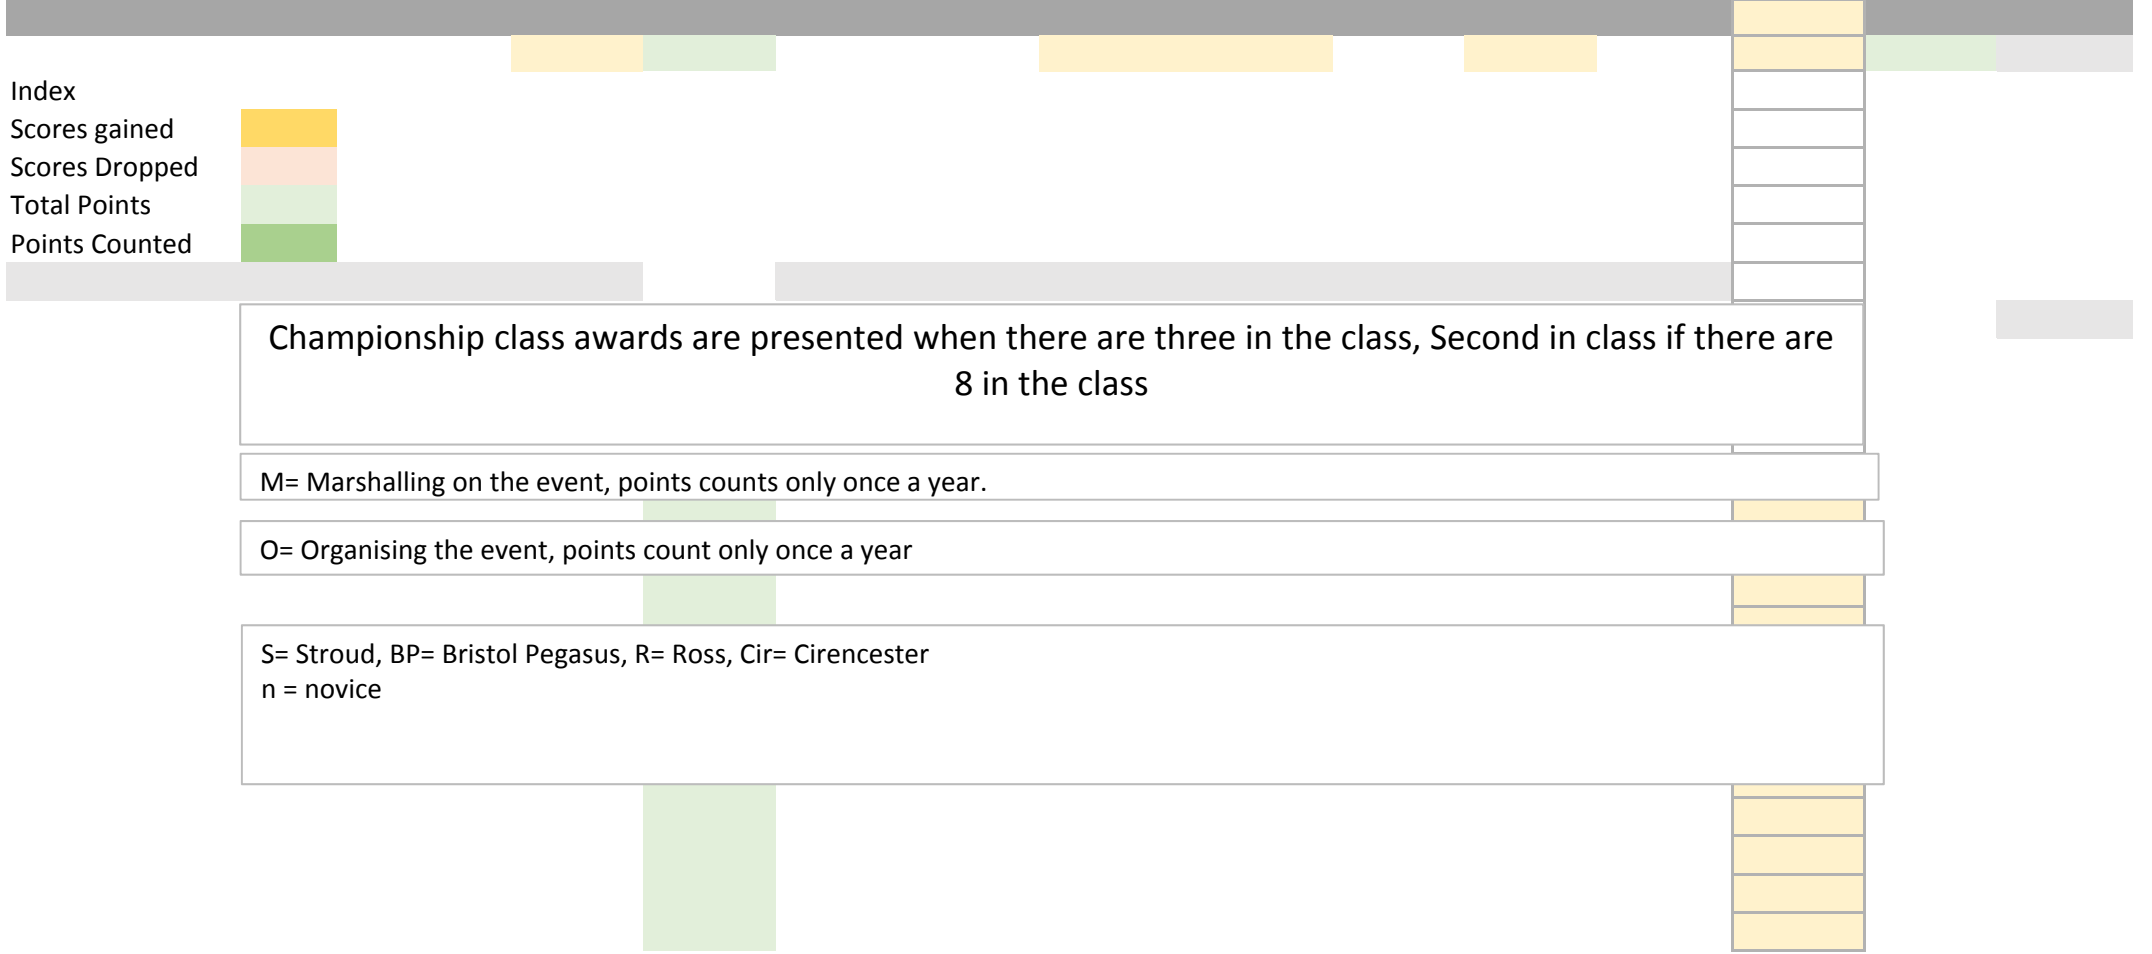 Index
Scores gained
Scores Dropped
Total Points
Points Counted
Championship class awards are presented when there are three in the class, Second in class if there are
8 in the class
M= Marshalling on the event, points counts only once a year.
O= Organising the event, points count only once a year
S= Stroud, BP= Bristol Pegasus, R= Ross, Cir= Cirencester
n = novice